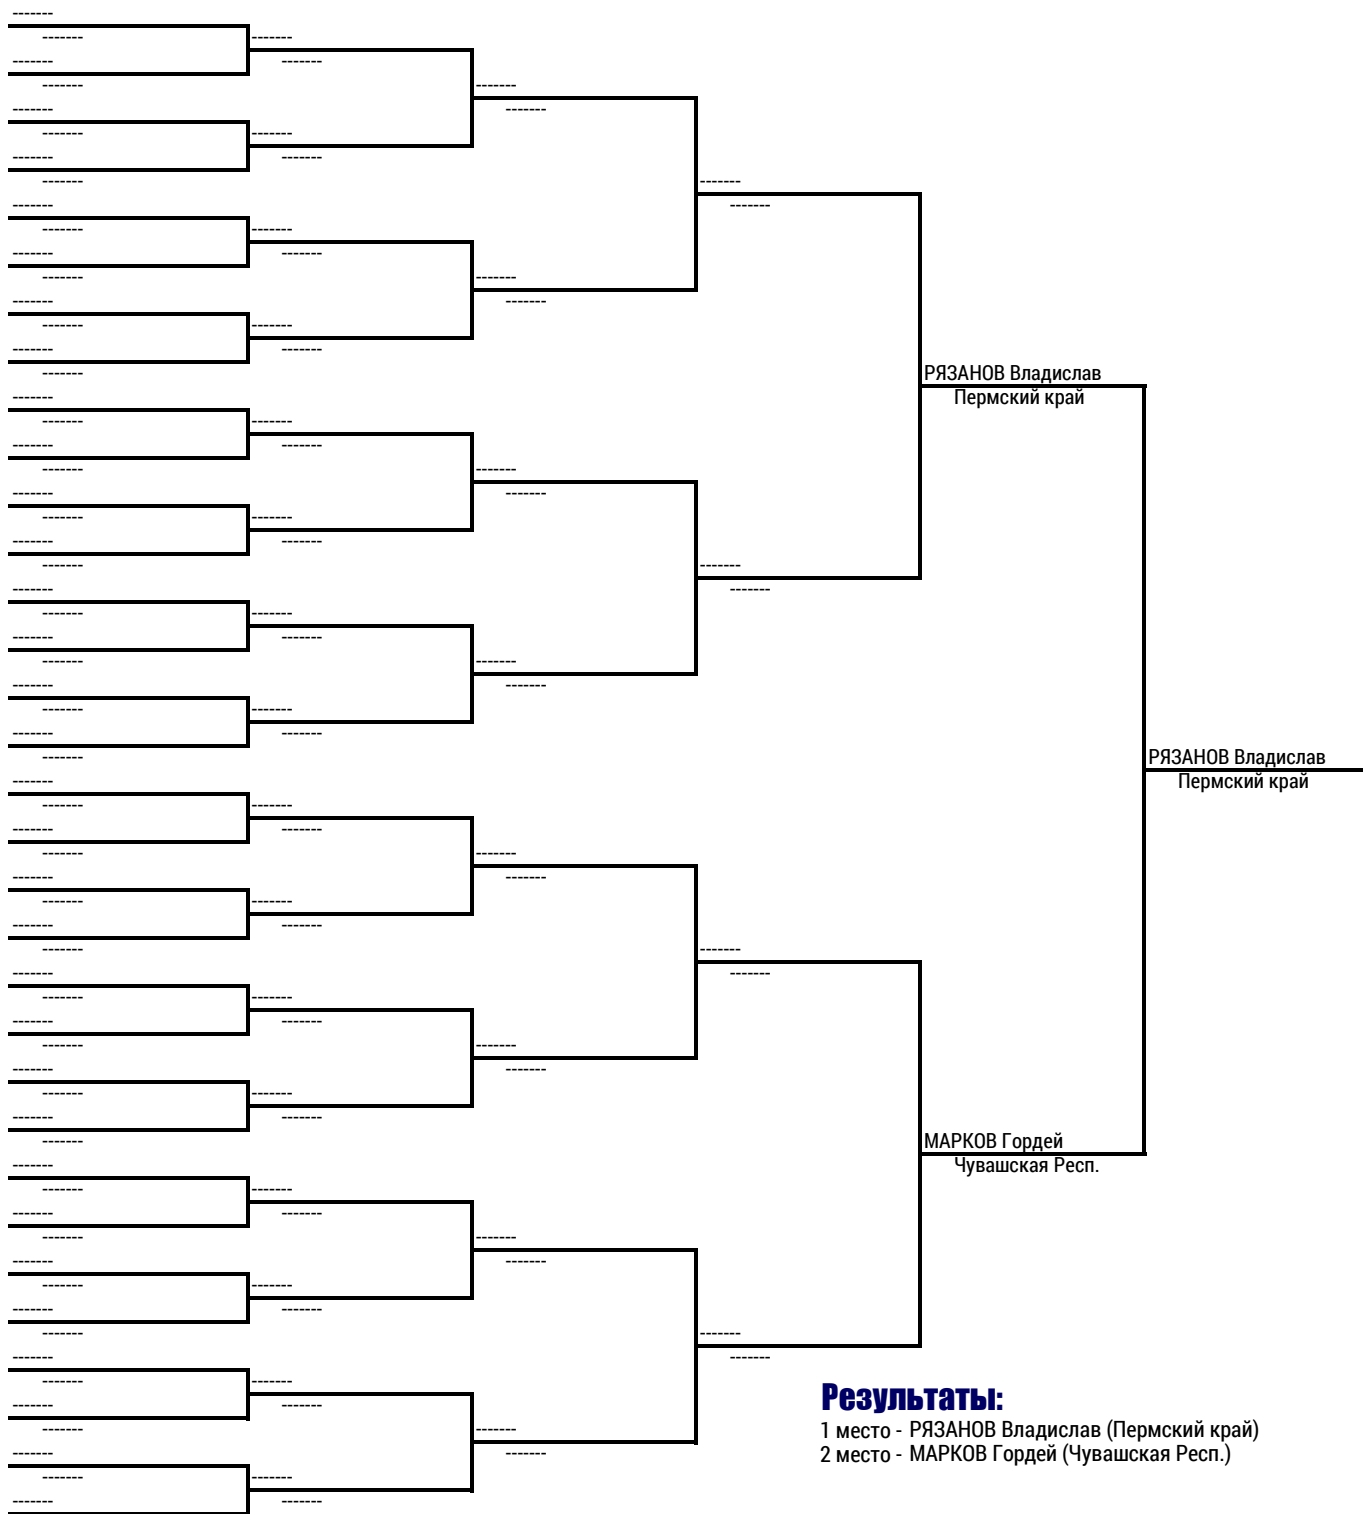 РЯЗАНОВ Владислав
Пермский край
РЯЗАНОВ Владислав
Пермский край
МАРКОВ Гордей
Чувашская Респ.
Результаты:
1 место - РЯЗАНОВ Владислав (Пермский край)
2 место - МАРКОВ Гордей (Чувашская Респ.)